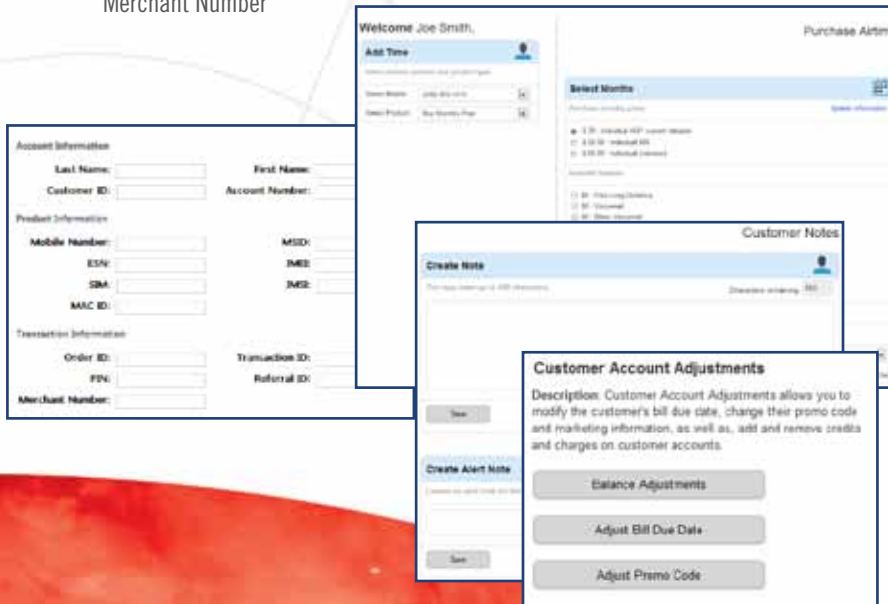 Merchant Number
Welcome Joe Smith,
Add Time
Purchase Airtim
Select Months
Account Information
Last Name:
First Name:
Customer ID:
Account Number:
Product Information
Mobile Number:
MSID:
ESN:
IMEI:
SIM:
IMSI:
MAC ID:
Transaction Information
Order ID:
Transaction ID:
PIN:
Referral ID:
Merchant Number:
Customer Notes
Create Note
Characters remaining
Save
Create Alert Note
Save
Customer Account Adjustments
Description: Customer Account Adjustments allows you to
modify the customer's bill due date, change their promo code
and marketing information, as well as, add and remove credits
and charges on customer accounts.
Balance Adjustments
Adjust Bill Due Date
Adjust Promo Code